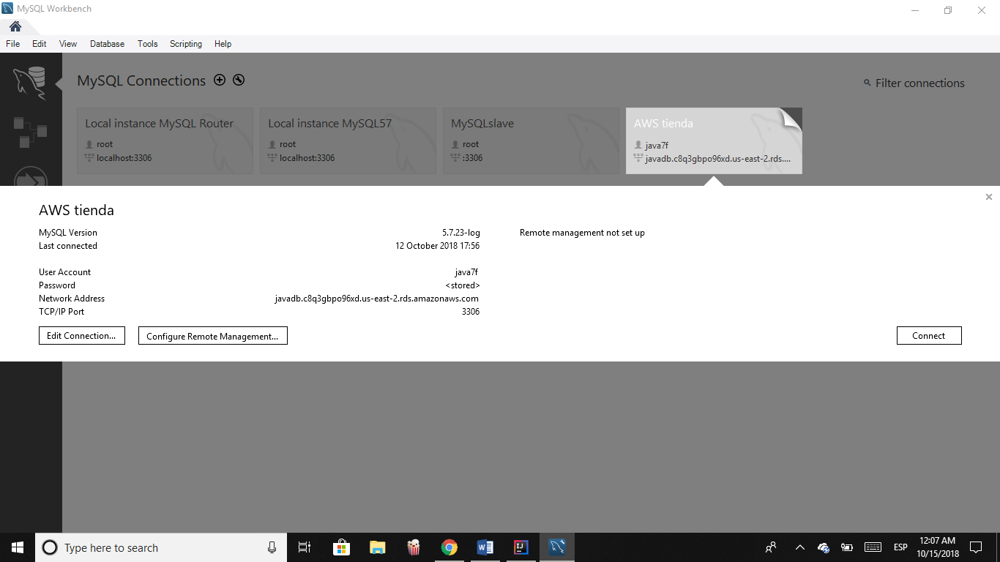 MySQL Workbench
File Edit View Database Tools Scripting Help
MySQL Connections
Filter connections
Local instance MySQL Router
root
localhost:3306
Local instance MySQL57
root
localhost:3306
MySQLslave
root
:3306
AWS tienda
java7f
javadb.c8q3gbpo96xd.us-east-2.rds....
AWS tienda
MySQL Version 5.7.23-log
Last connected 12 October 2018 17:56
Remote management not set up
User Account java7f
Password <stored>
Network Address javadb.c8q3gbpo96xd.us-east-2.rds.amazonaws.com
TCP/IP Port 3306
Edit Connection... Configure Remote Management... Connect
Type here to search
ESP
12:07 AM
10/15/2018